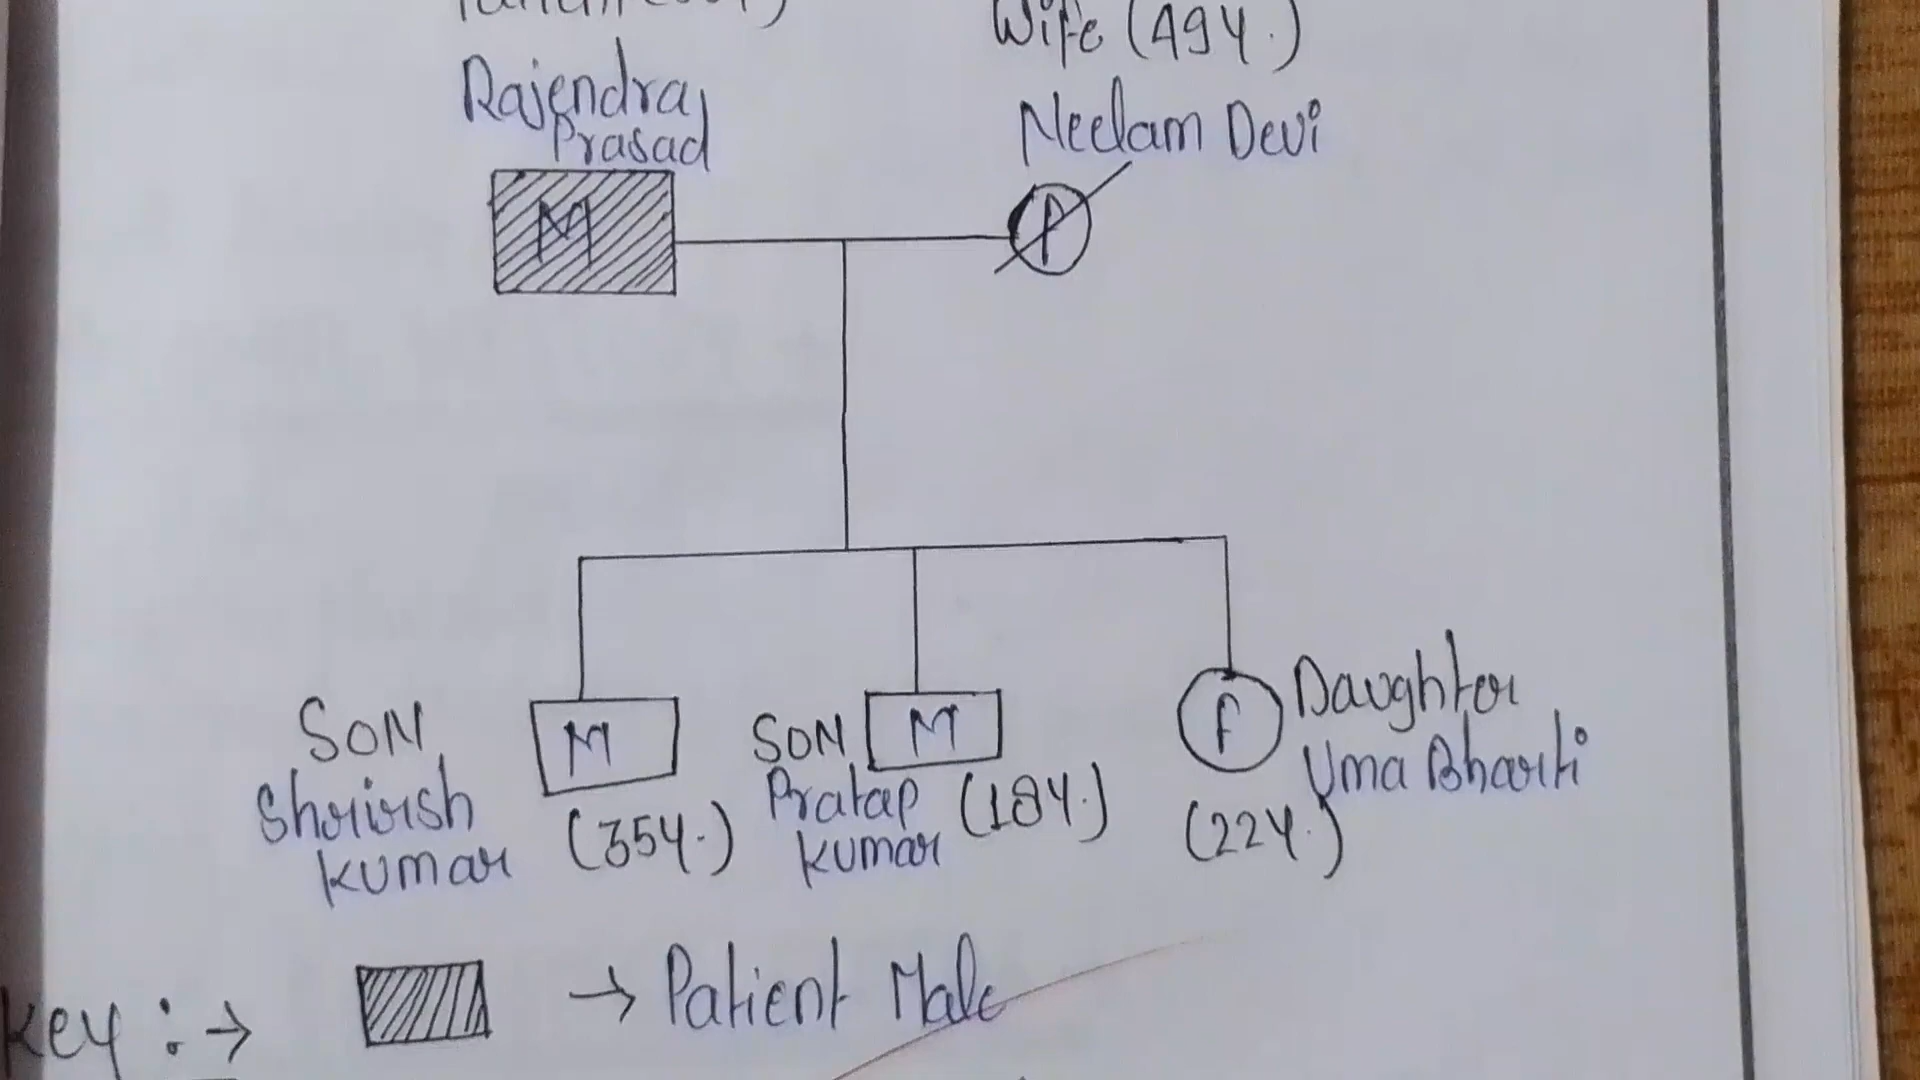 Wife (49Y.)
Rajendra
Prasad
Neelam Devi
M
f
SON
Shrirish
Kumar
M
(35Y.)
SON
Pratap
Kumar
M
(18Y.)
f
Daughter
Uma Bharti
(22Y.)
Key :→
→ Patient Male